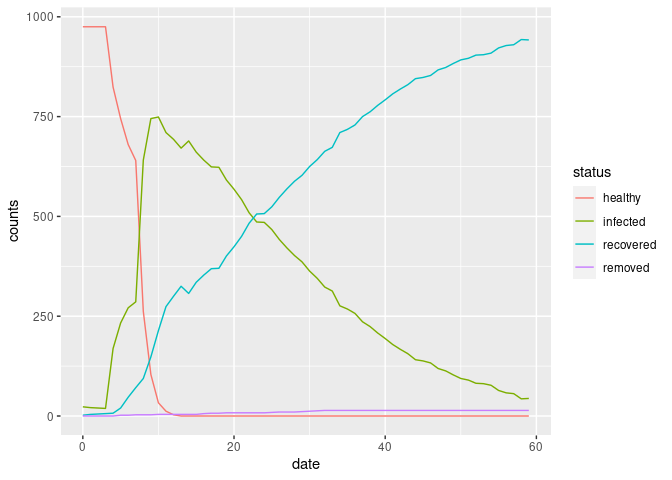 1000
750
500
250
0
0
20
40
60
date
counts
status
healthy
infected
recovered
removed